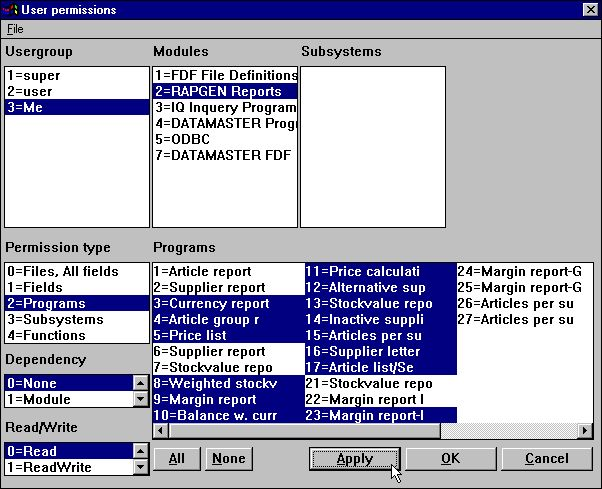 User permissions
File
Usergroup Modules Subsystems
1=super
2=user
3=Me
1=FDF File Definitions
2=RAPGEN Reports
3=IQ Inquery Program
4=DATAMASTER Progr
5=ODBC
7=DATAMASTER FDF
Permission type
0=Files, All fields
1=Fields
2=Programs
3=Subsystems
4=Functions
Dependency
0=None
1=Module
Read/Write
0=Read
1=ReadWrite
Programs
1=Article report
2=Supplier report
3=Currency report
4=Article group r
5=Price list
6=Supplier report
7=Stockvalue repo
8=Weighted stockv
9=Margin report
10=Balance w. curr
11=Price calculati
12=Alternative sup
13=Stockvalue repo
14=Inactive suppli
15=Articles per su
16=Supplier letter
17=Article list/Se
21=Stockvalue repo
22=Margin report I
23=Margin report-I
24=Margin report-G
25=Margin report-G
26=Articles per su
27=Articles per su
All None Apply OK Cancel